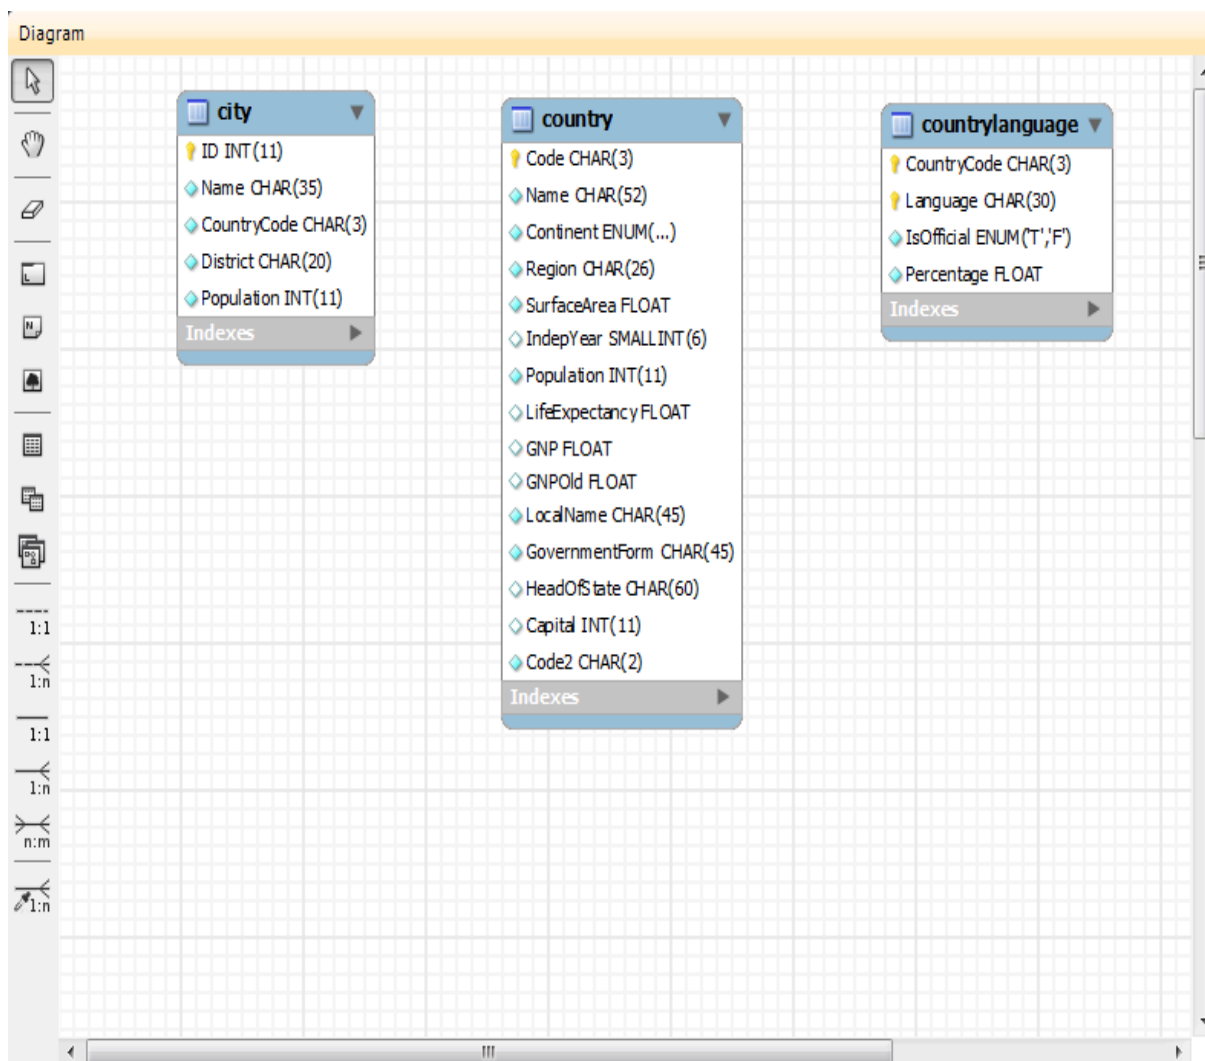 Diagram
city
ID INT(11)
Name CHAR(35)
CountryCode CHAR(3)
District CHAR(20)
Population INT(11)
Indexes
country
Code CHAR(3)
Name CHAR(52)
Continent ENUM(...)
Region CHAR(26)
SurfaceArea FLOAT
IndepYear SMALLINT(6)
Population INT(11)
LifeExpectancy FLOAT
GNP FLOAT
GNPOld FLOAT
LocalName CHAR(45)
GovernmentForm CHAR(45)
HeadOfState CHAR(60)
Capital INT(11)
Code2 CHAR(2)
Indexes
countrylanguage
CountryCode CHAR(3)
Language CHAR(30)
IsOfficial ENUM('T','F')
Percentage FLOAT
Indexes
1:1
1:n
1:1
1:n
n:m
1:n